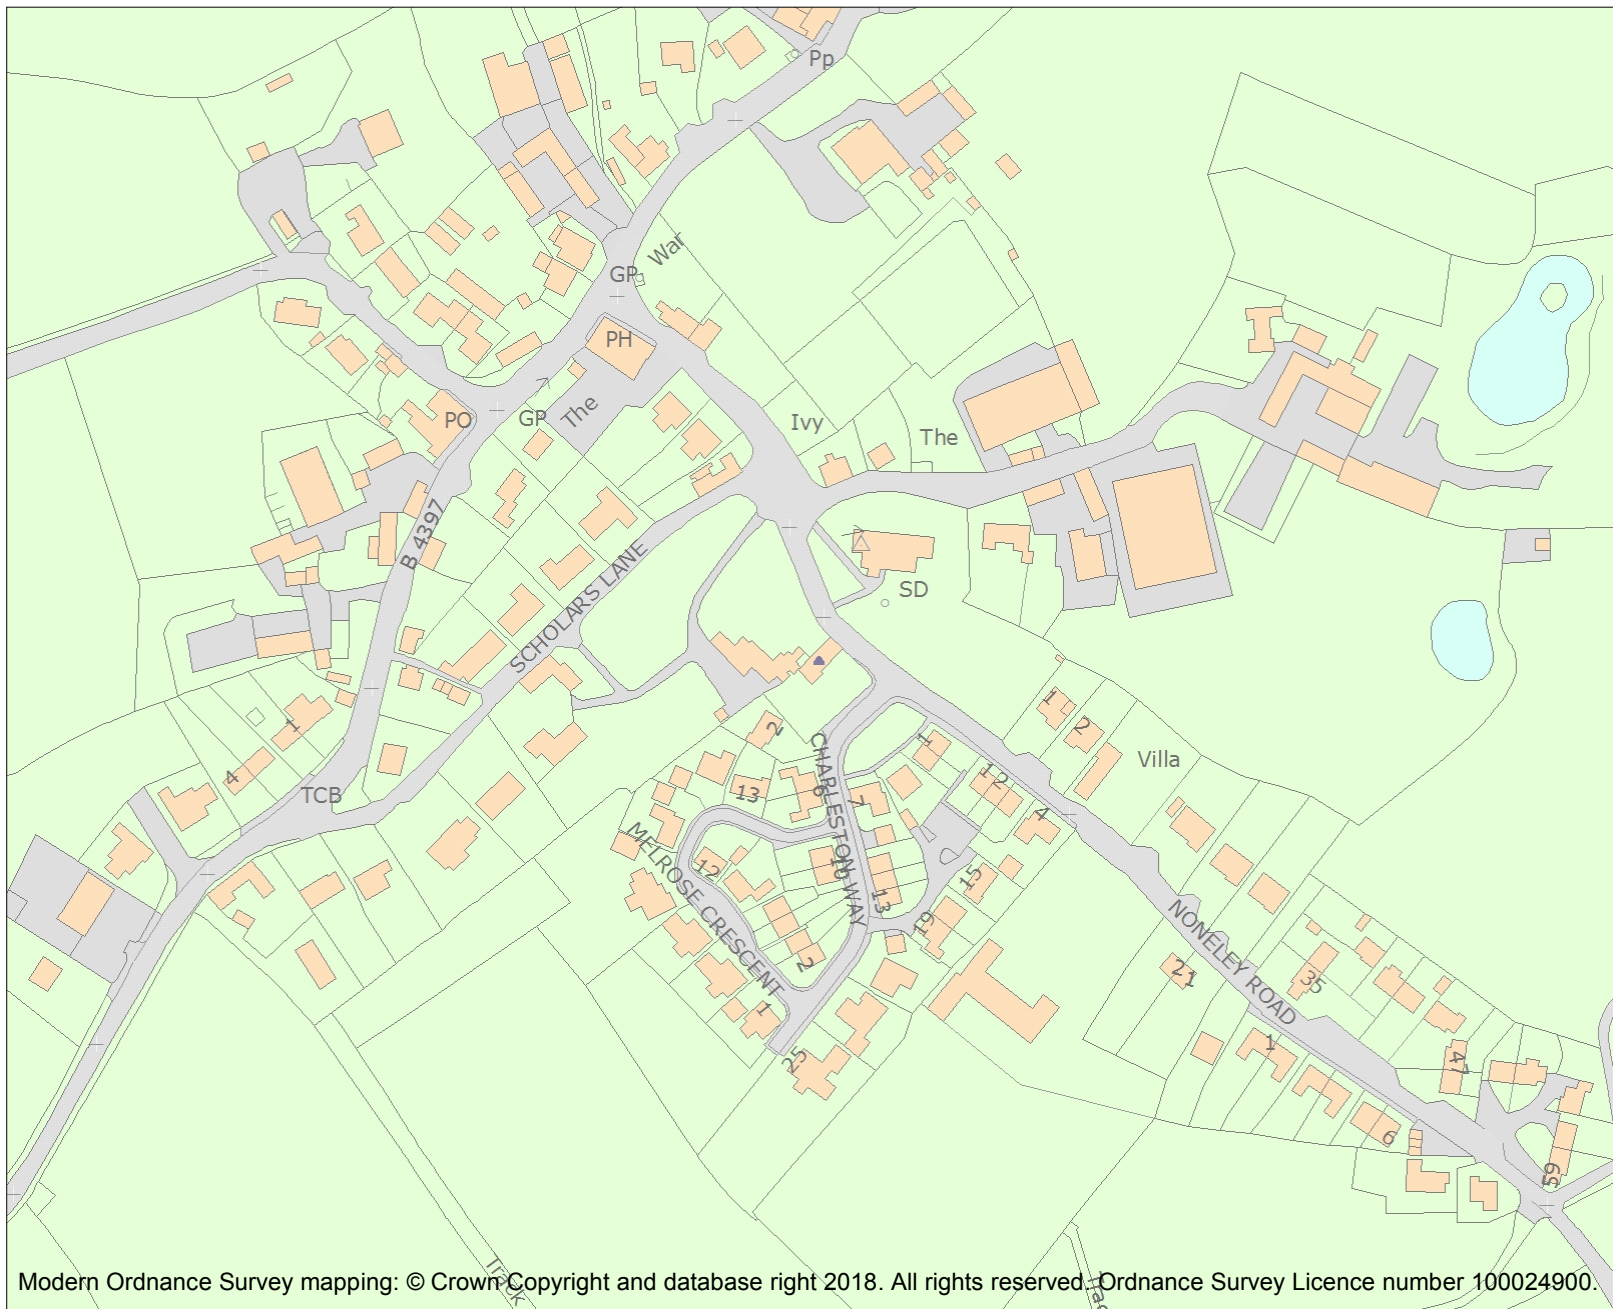 Pp
War
GP
PH
The
GP
PO
Ivy
The
B 4397
SCHOLARS LANE
SD
1
2
Villa
1
4
TCB
2
1
13
6
7
12
4
CHARLESTON WAY
MELROSE CRESCENT
12
10
13
15
19
2
1
25
NONELEY ROAD
21
35
1
47
6
59
Track
Modern Ordnance Survey mapping: © Crown Copyright and database right 2018. All rights reserved. Ordnance Survey Licence number 100024900.